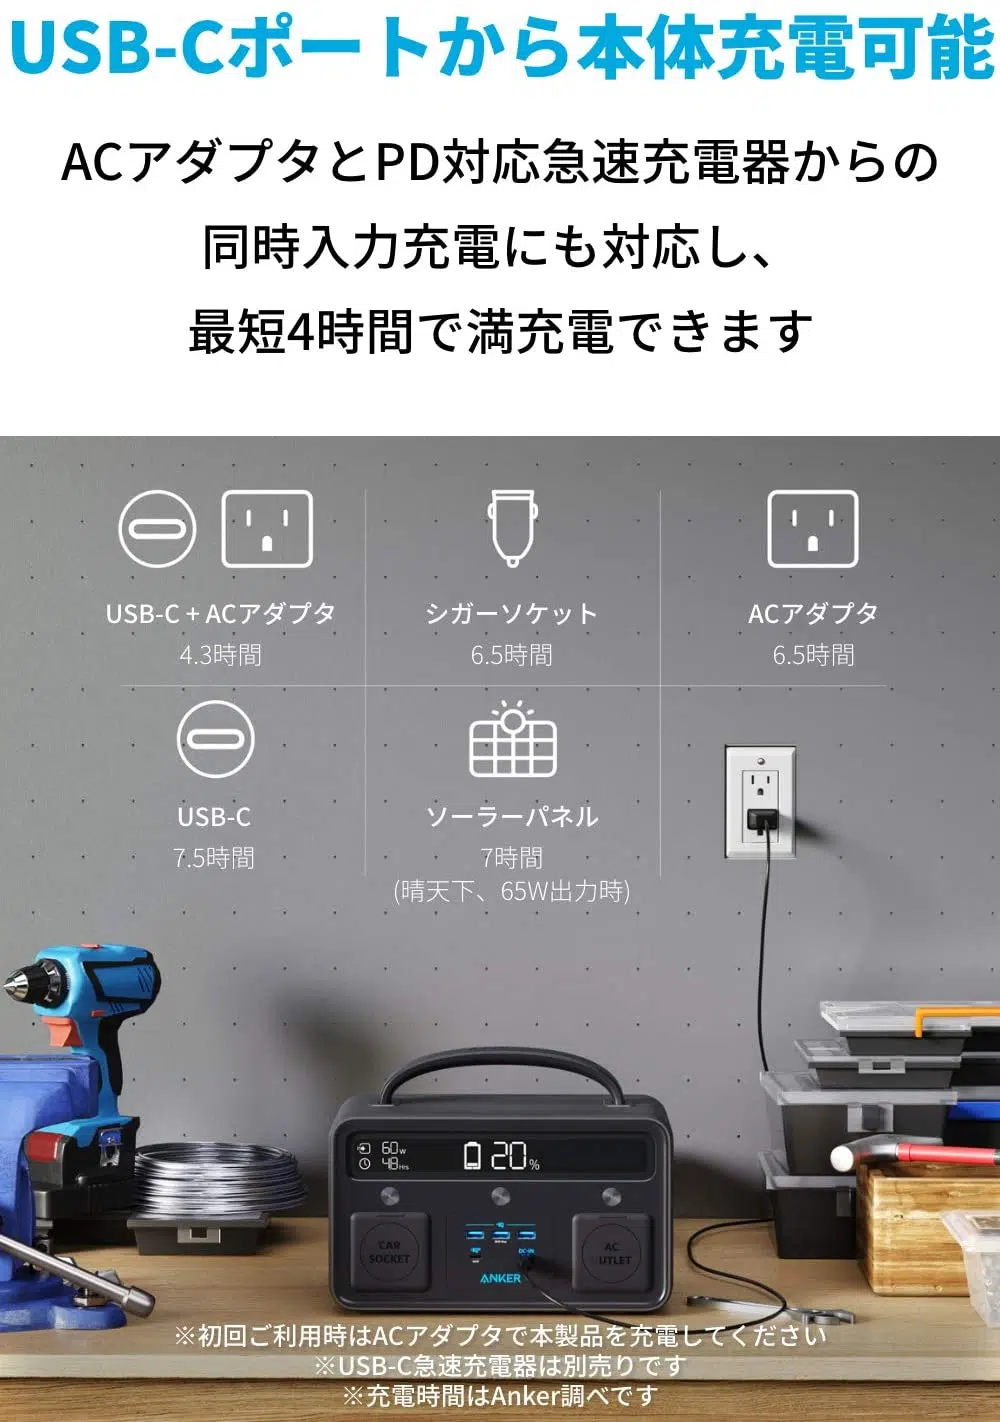 USB-Cポートから本体充電可能
ACアダプタとPD対応急速充電器からの
同時入力充電にも対応し、
最短4時間で満充電できます
USB-C + ACアダプタ
4.3時間
シガーソケット
6.5時間
ACアダプタ
6.5時間
USB-C
7.5時間
ソーラーパネル
7時間
(晴天下、65W出力時)
60w
20%
CAR
SOCKET
DC-IN
AC
UTLET
ANKER
※初回ご利用時はACアダプタで本製品を充電してください
※USB-C急速充電器は別売りです
※充電時間はAnker調べです